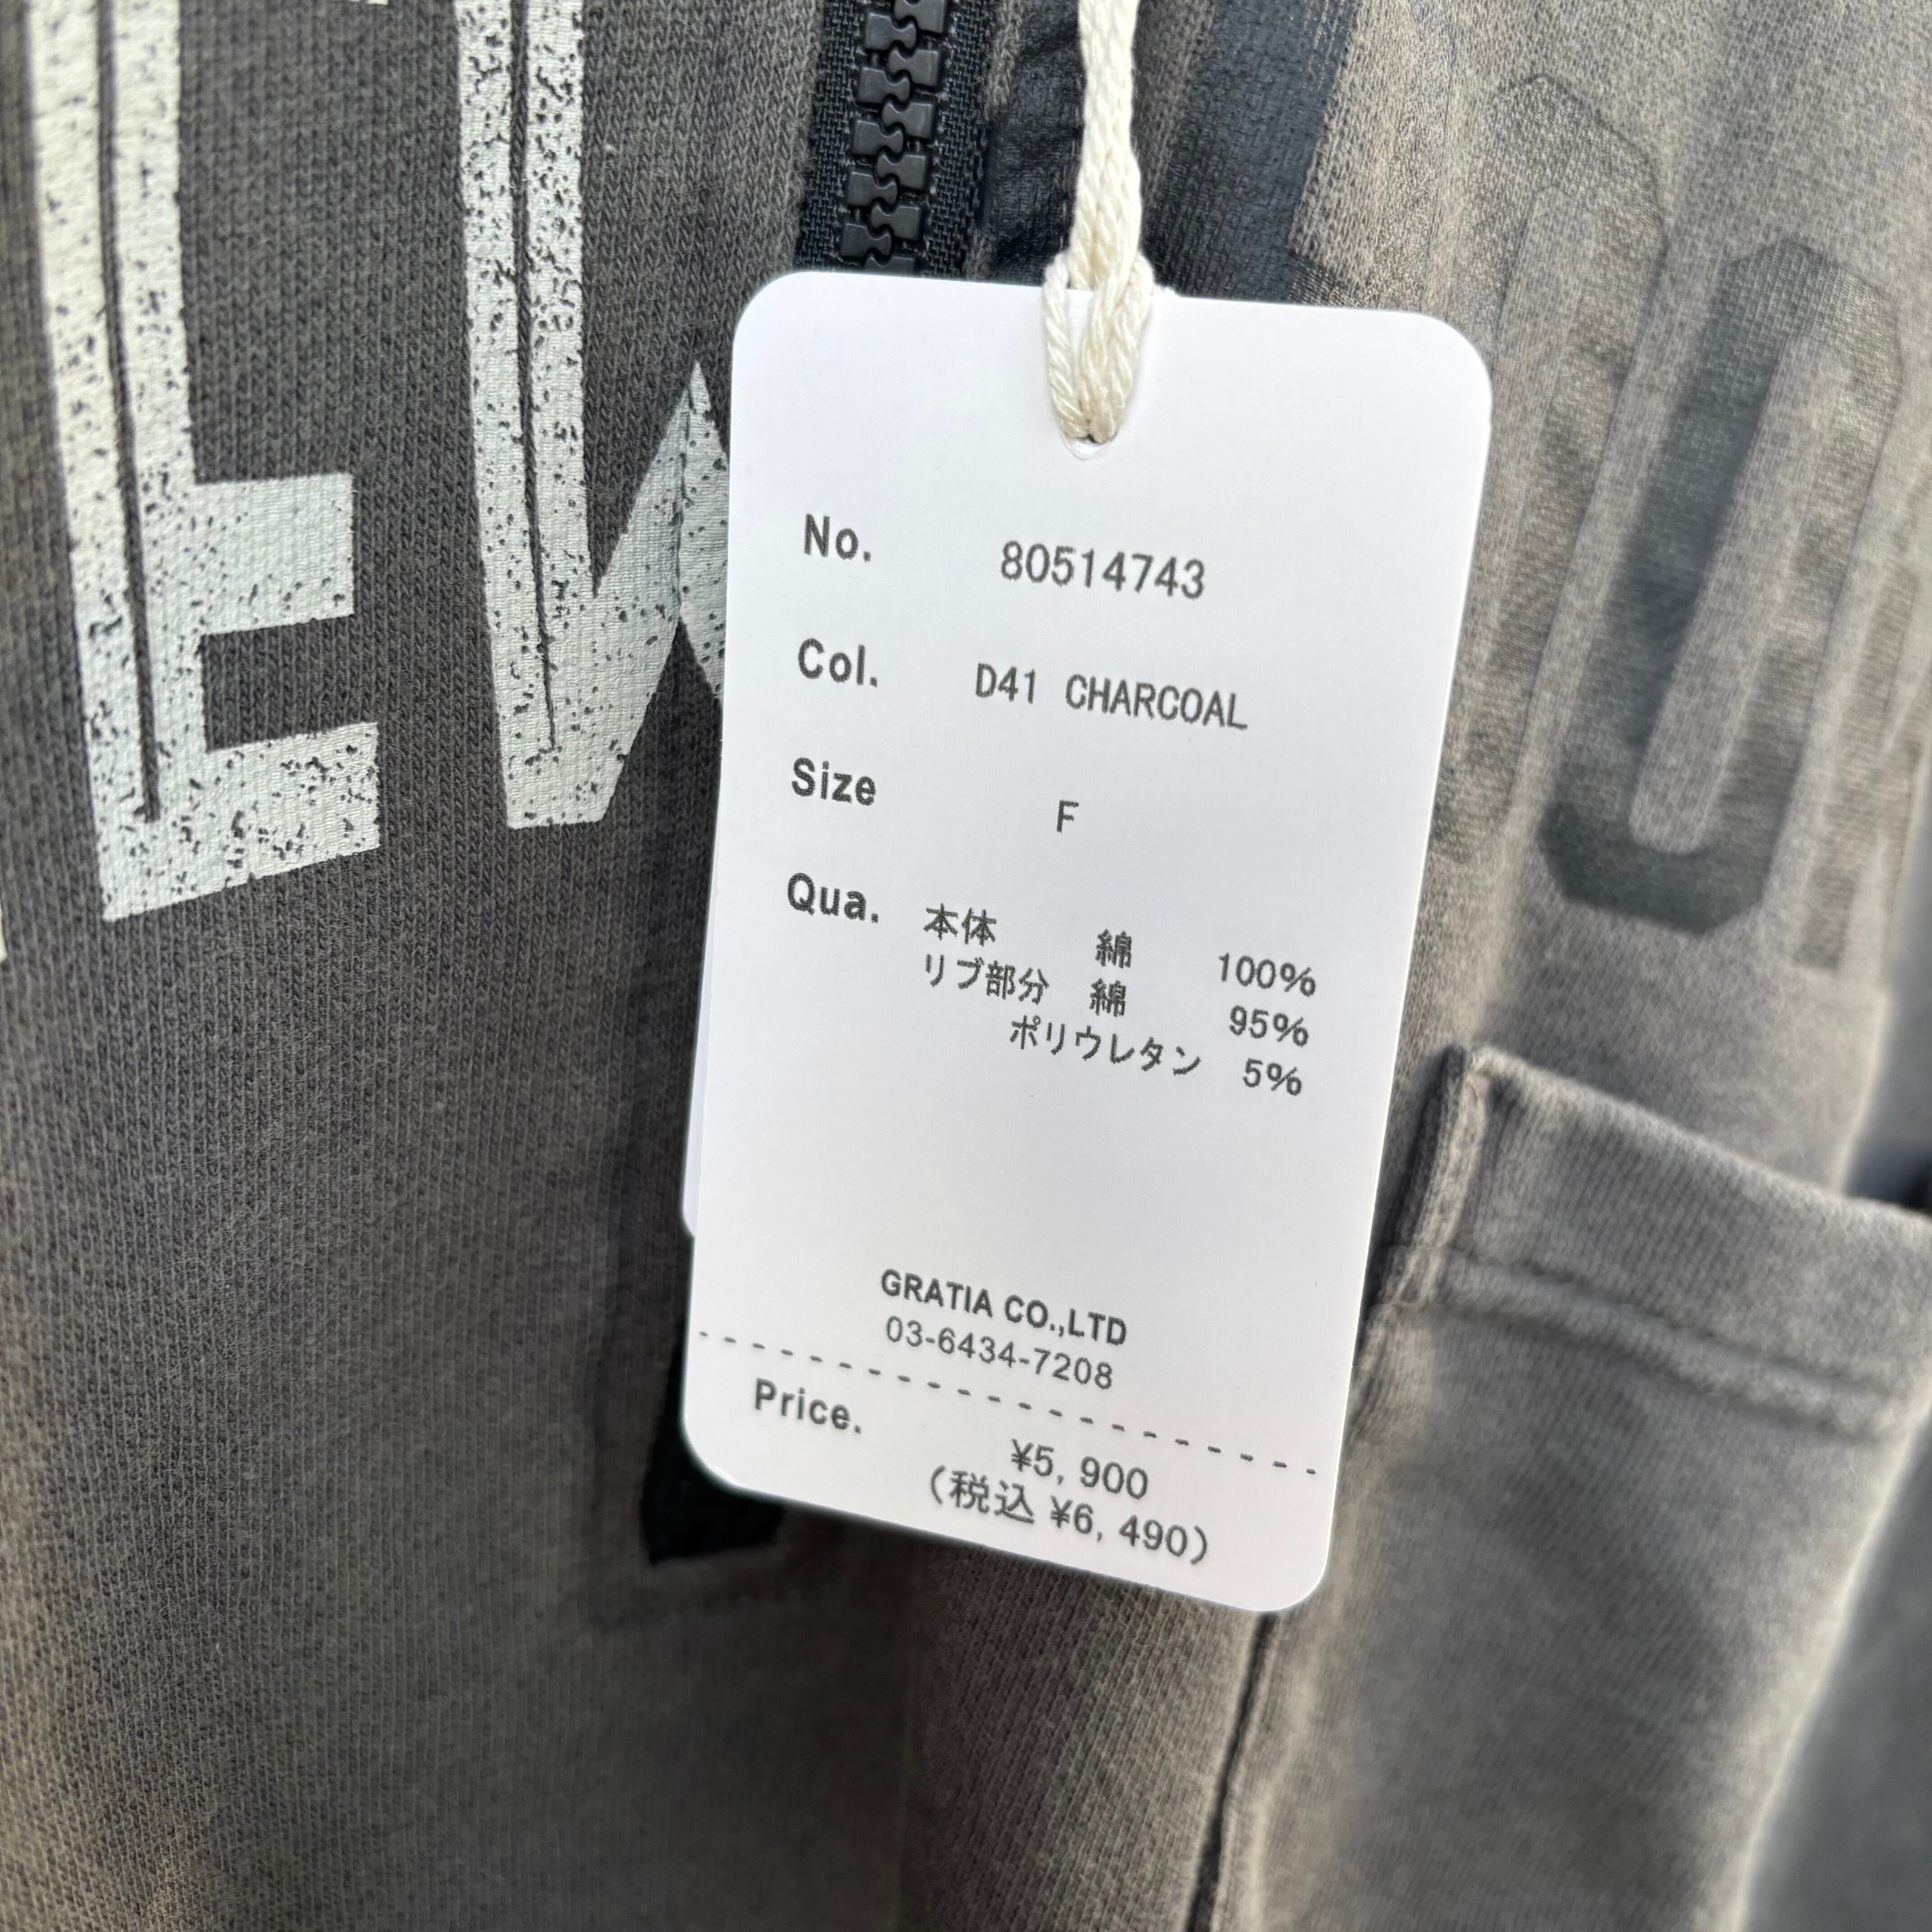 EW
No. 80514743
Col. D41 CHARCOAL
Size F
Qua. 本体 綿 100%
リブ部分 綿 95%
ポリウレタン 5%
GRATIA CO.,LTD
03-6434-7208
Price.
¥5,900
(税込 ¥6,490)